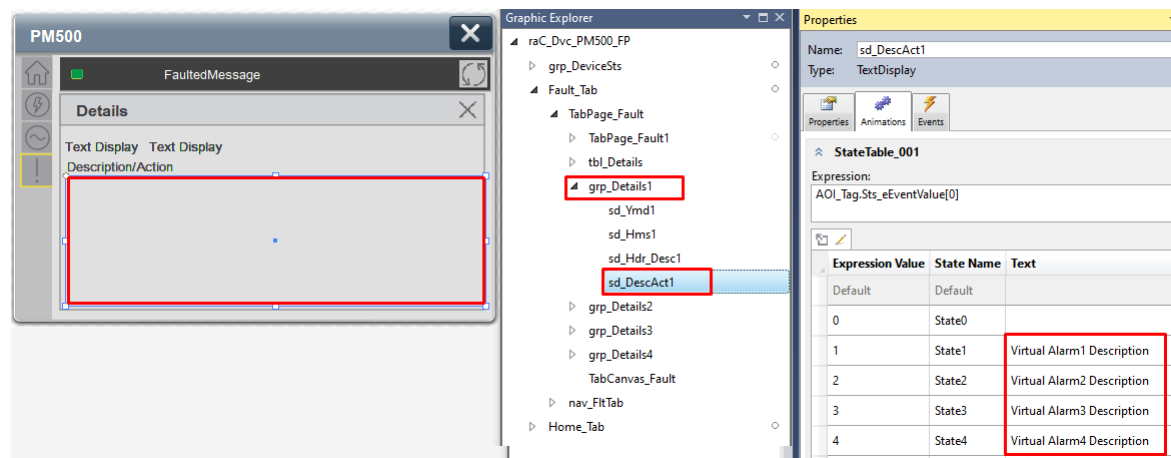 PM500
FaultedMessage
Details
Text Display Text Display
Description/Action
Graphic Explorer
raC_Dvc_PM500_FP
grp_DeviceSts
Fault_Tab
TabPage_Fault
TabPage_Fault1
tbl_Details
grp_Details1
sd_Ymd1
sd_Hms1
sd_Hdr_Desc1
sd_DescAct1
grp_Details2
grp_Details3
grp_Details4
TabCanvas_Fault
nav_FltTab
Home_Tab
Properties
Name: sd_DescAct1
Type: TextDisplay
Properties Animations Events
StateTable_001
Expression:
AOI_Tag.Sts_eEventValue[0]
Expression Value State Name Text
Default Default
0 State0
1 State1 Virtual Alarm1 Description
2 State2 Virtual Alarm2 Description
3 State3 Virtual Alarm3 Description
4 State4 Virtual Alarm4 Description